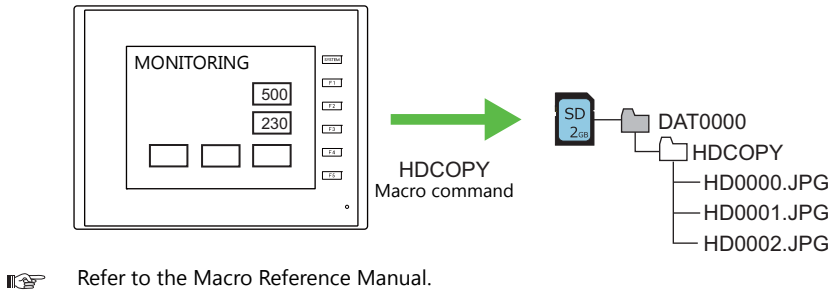 MONITORING
500
230
SYSTEM
F1
F2
F3
F4
F5
HDCOPY
Macro command
SD
2GB
DAT0000
HDCOPY
HD0000.JPG
HD0001.JPG
HD0002.JPG
Refer to the Macro Reference Manual.